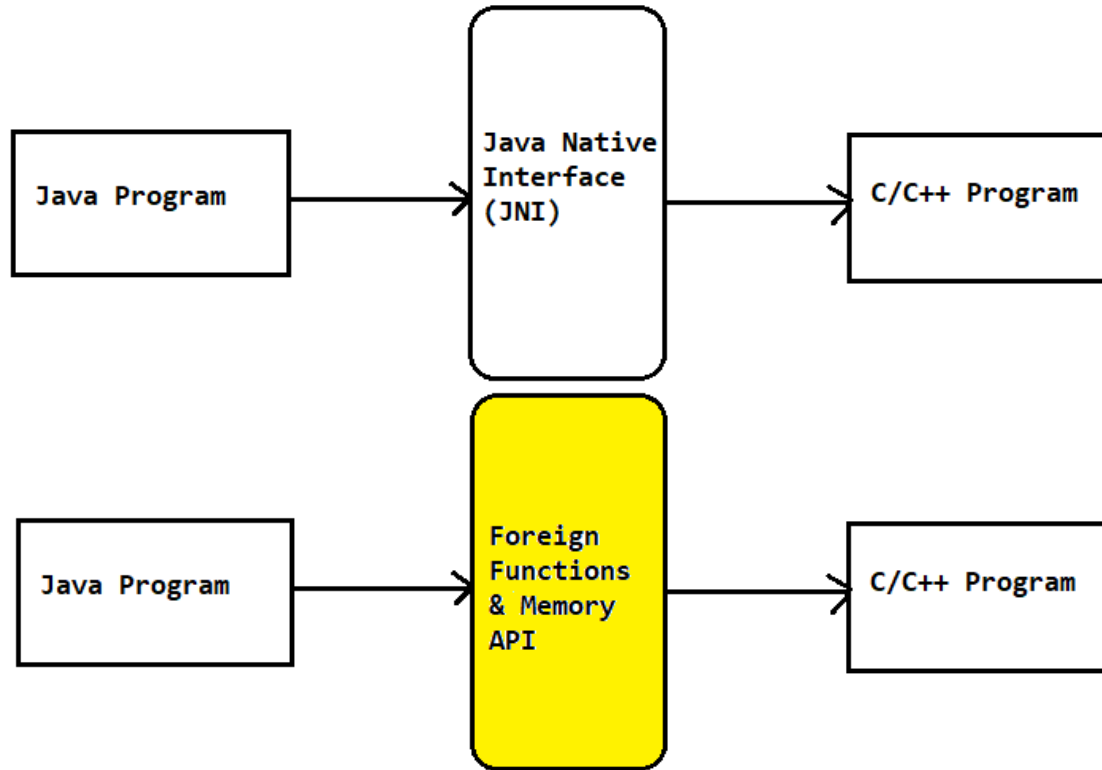 Java Program
Java Native
Interface
(JNI)
C/C++ Program
Java Program
Foreign
Functions
& Memory
API
C/C++ Program